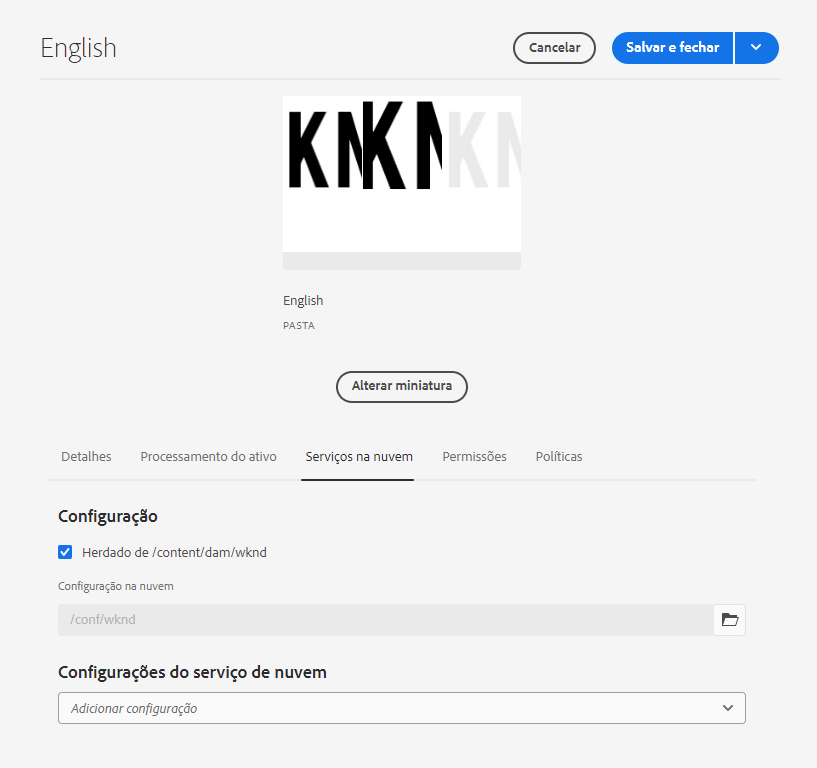 English
Cancelar
Salvar e fechar
English
PASTA
Alterar miniatura
Detalhes Processamento do ativo Serviços na nuvem Permissões Políticas
Configuração
Herdado de /content/dam/wknd
Configuração na nuvem
/conf/wknd
Configurações do serviço de nuvem
Adicionar configuração